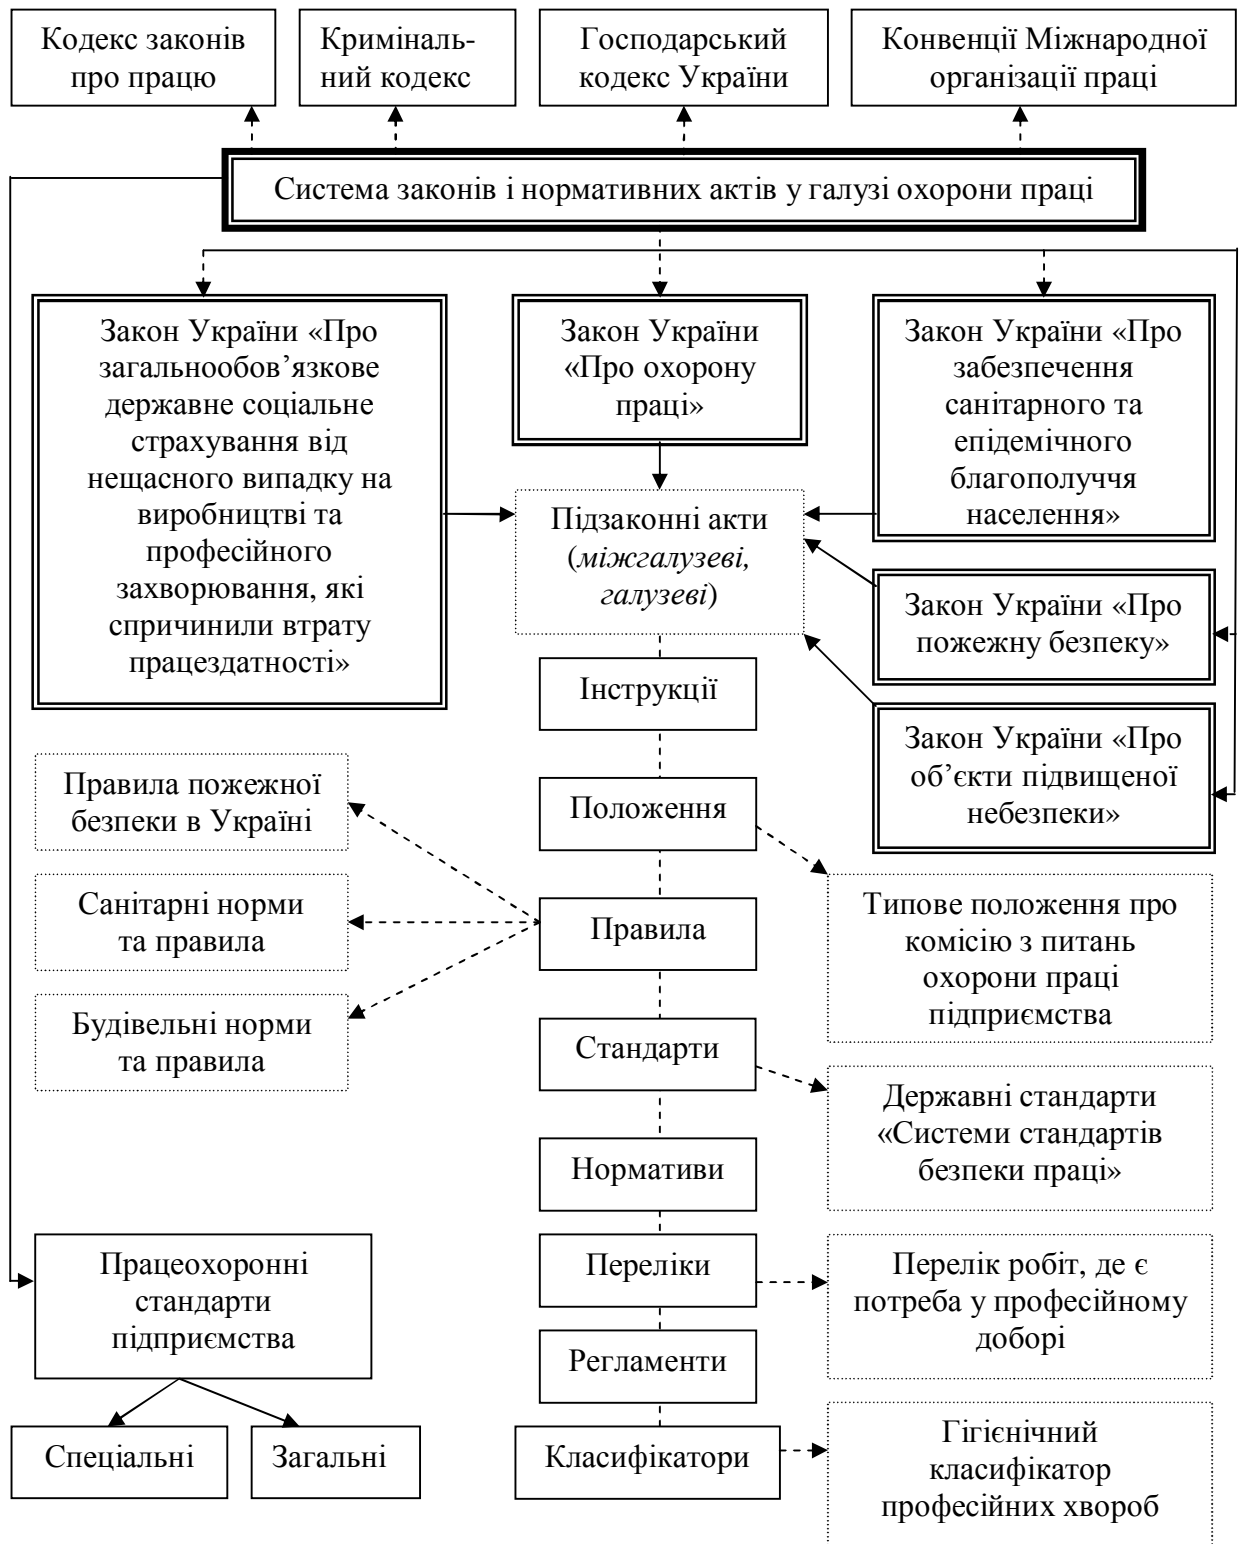 Кодекс законів
про працю
Криміналь-
ний кодекс
Господарський
кодекс України
Конвенції Міжнародної
організації праці
Система законів і нормативних актів у галузі охорони праці
Закон України «Про
загальнообов’язкове
державне соціальне
страхування від
нещасного випадку на
виробництві та
професійного
захворювання, які
спричинили втрату
працездатності»
Закон України
«Про охорону
праці»
Закон України «Про
забезпечення
санітарного та
епідемічного
благополуччя
населення»
Підзаконні акти
(міжгалузеві,
галузеві)
Закон України «Про
пожежну безпеку»
Інструкції
Закон України «Про
об’єкти підвищеної
небезпеки»
Правила пожежної
безпеки в Україні
Положення
Санітарні норми
та правила
Правила
Типове положення про
комісію з питань
охорони праці
підприємства
Будівельні норми
та правила
Стандарти
Державні стандарти
«Системи стандартів
безпеки праці»
Нормативи
Працеохоронні
стандарти
підприємства
Переліки
Перелік робіт, де є
потреба у професійному
доборі
Регламенти
Спеціальні
Загальні
Класифікатори
Гігієнічний
класифікатор
професійних хвороб